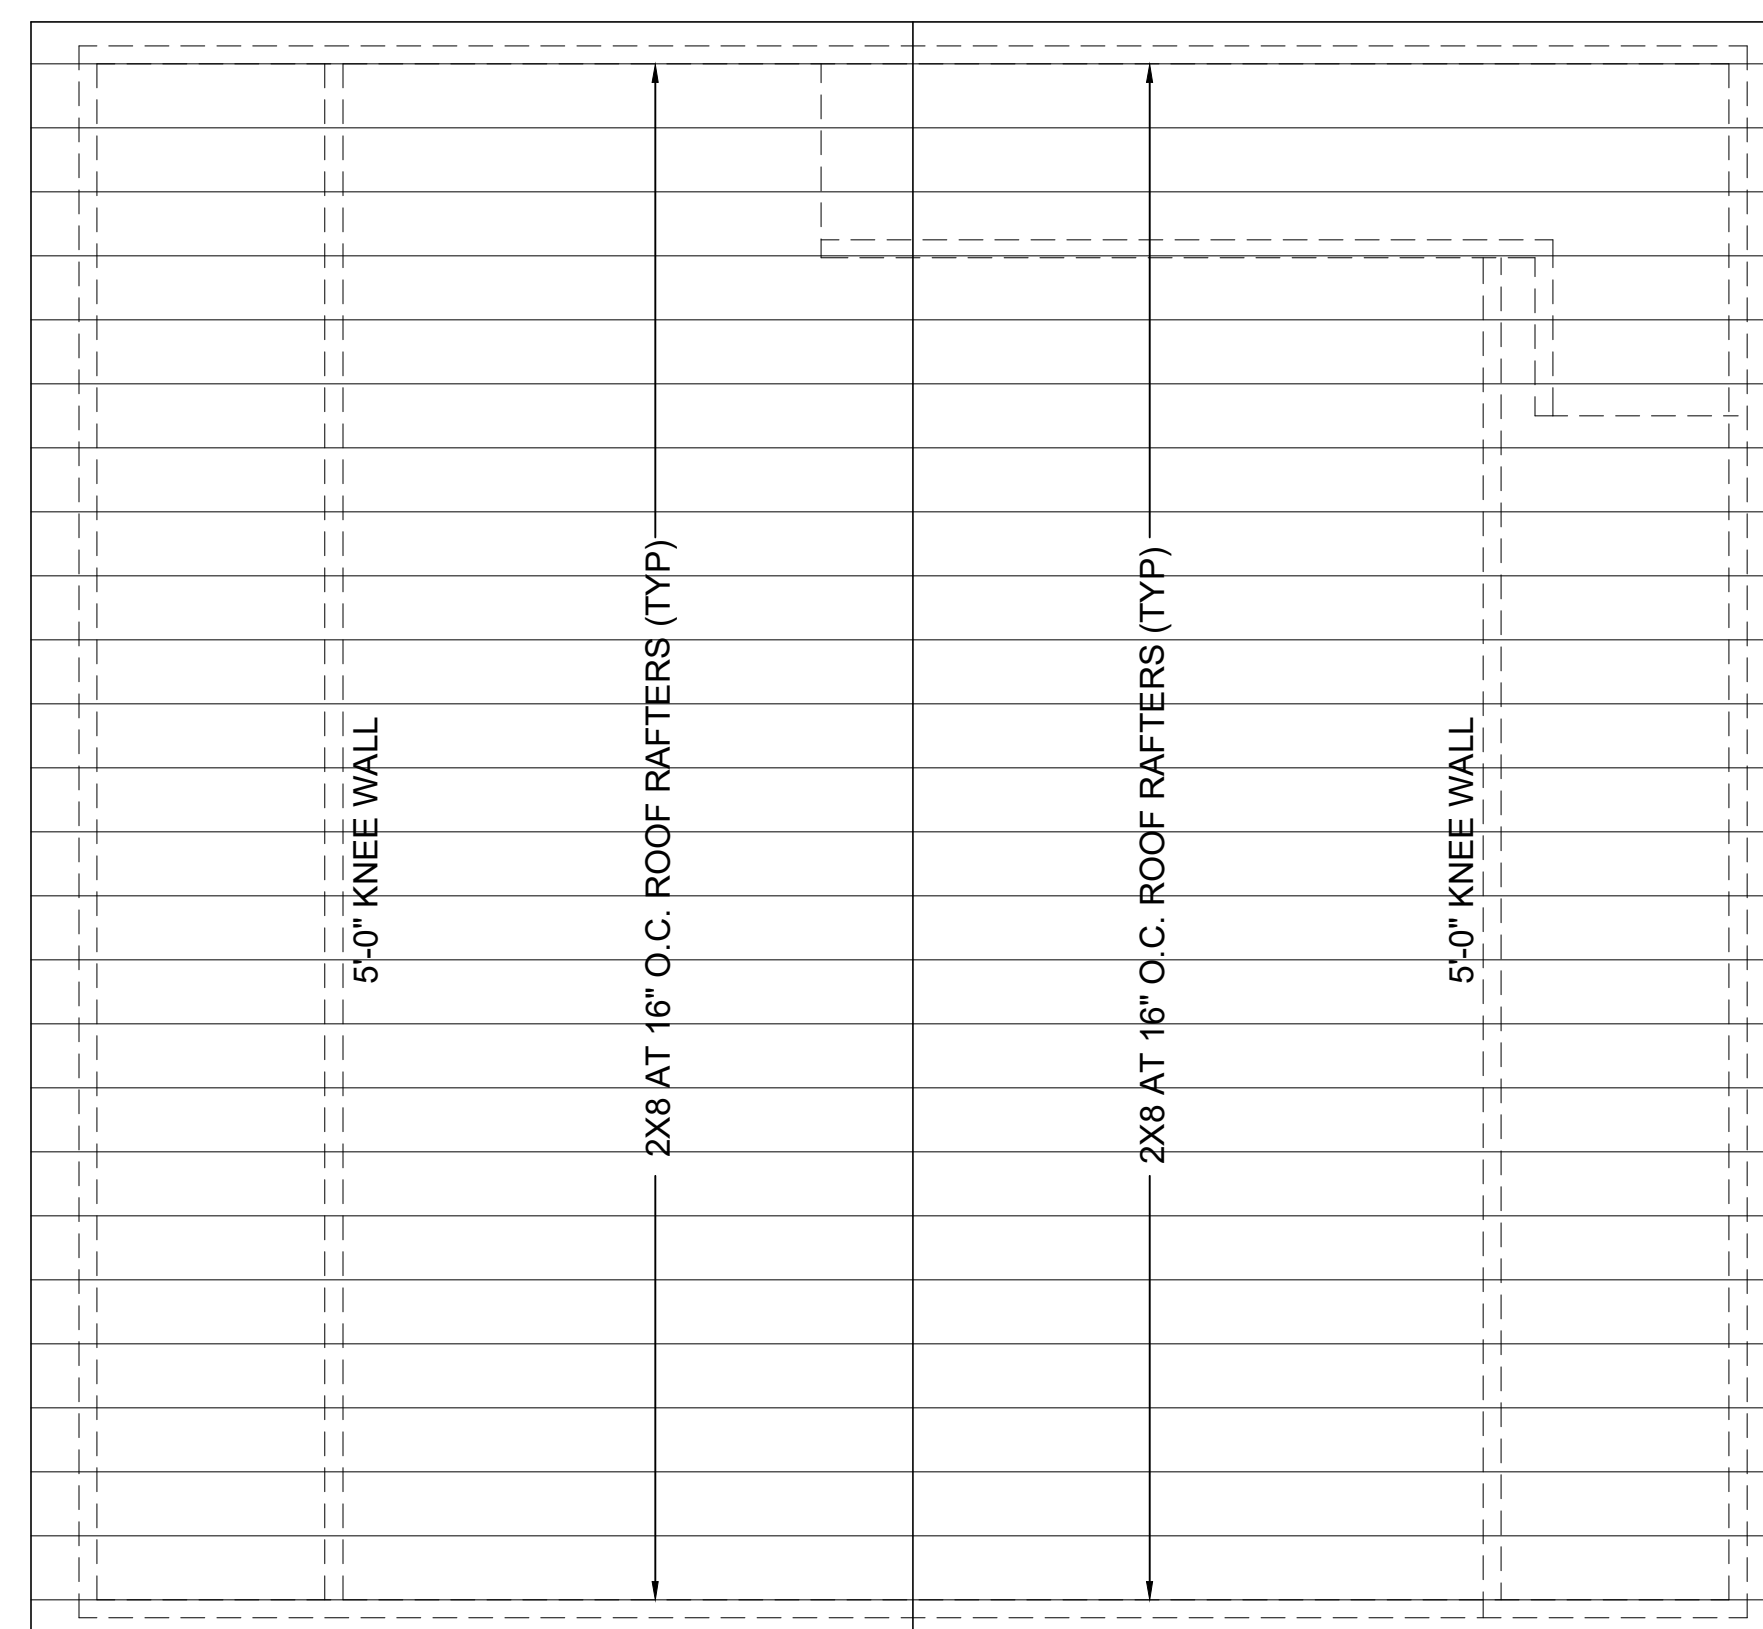 5'-0" KNEE WALL
2X8 AT 16" O.C. ROOF RAFTERS (TYP)
2X8 AT 16" O.C. ROOF RAFTERS (TYP)
5'-0" KNEE WALL